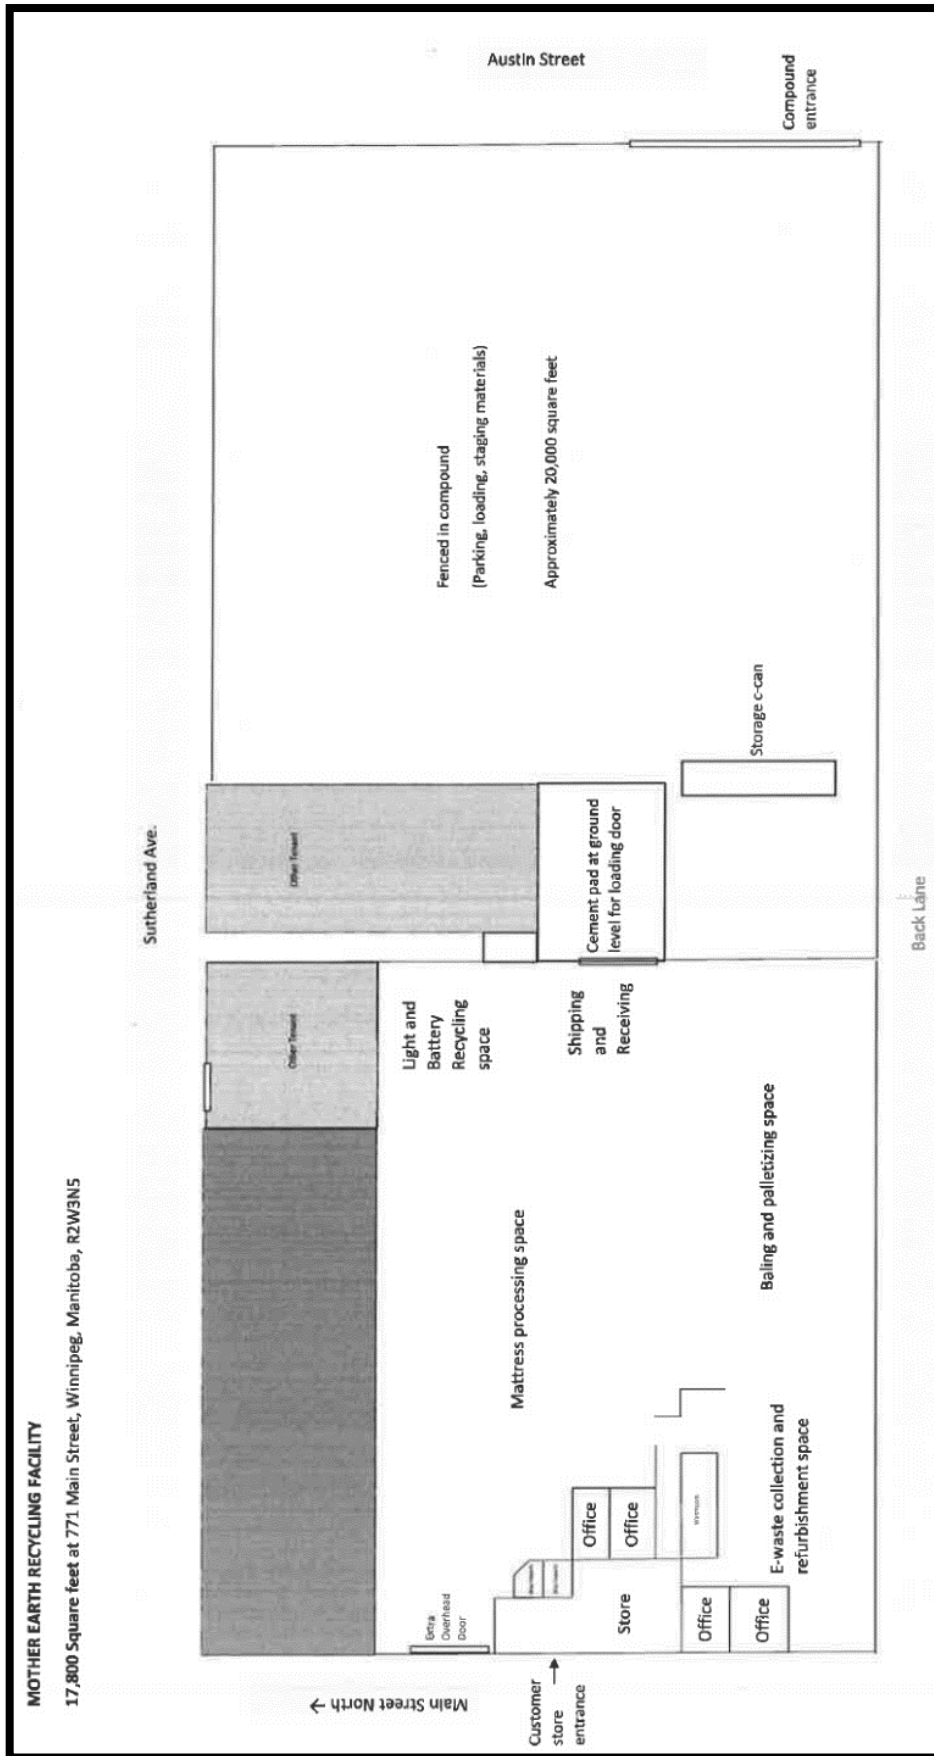 MOTHER EARTH RECYCLING FACILITY
17,800 Square feet at 771 Main Street, Winnipeg, Manitoba, R2W3N5
Sutherland Ave.
Austin Street
Main Street North →
Other Tenant
Other Tenant
Extra
Overhead
Door
Light and
Battery
Recycling
space
Fenced in compound
(Parking, loading, staging materials)
Approximately 20,000 square feet
Customer
store
entrance
→
Mattress processing space
Shipping
and
Receiving
Cement pad at ground
level for loading door
Office
Office
Store
Office
Office
E-waste collection and
refurbishment space
Baling and palletizing space
Storage c-can
Compound
entrance
Back Lane